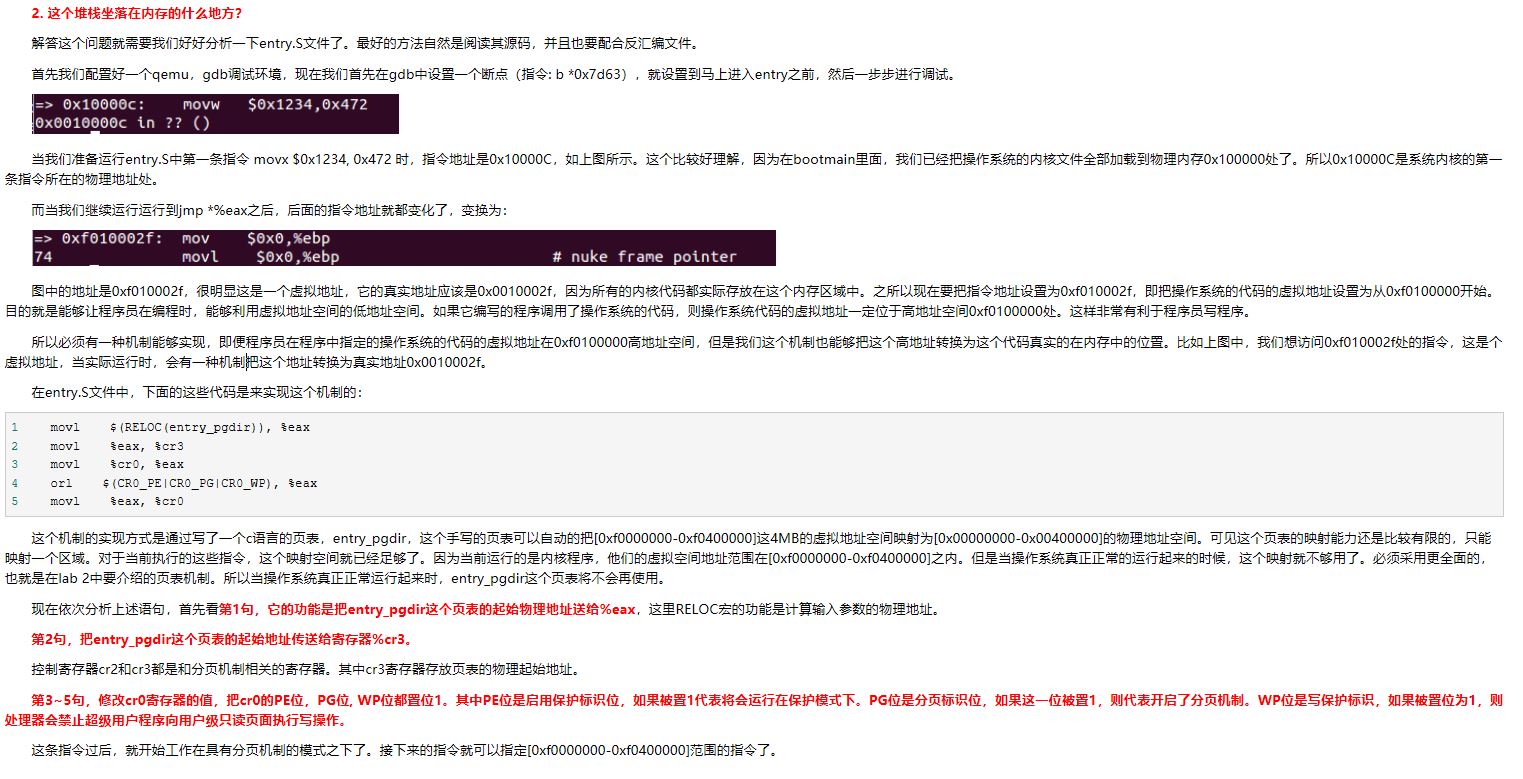 2. 这个堆栈坐落在内存的什么地方?
解答这个问题就需要我们好好分析一下entry.S文件了。最好的方法自然是阅读其源码，并且也要配合反汇编文件。
首先我们配置好一个qemu，gdb调试环境，现在我们首先在gdb中设置一个断点（指令: b *0x7d63），就设置到马上进入entry之前，然后一步步进行调试。
=> 0x10000c: movw $0x1234,0x472
0x0010000c in ?? ()
当我们准备运行entry.S中第一条指令 movx $0x1234, 0x472 时，指令地址是0x10000C，如上图所示。这个比较好理解，因为在bootmain里面，我们已经把操作系统的内核文件全部加载到物理内存0x100000处了。所以0x10000C是系统内核的第一
条指令所在的物理地址处。
而当我们继续运行运行到jmp *%eax之后，后面的指令地址就都变化了，变换为：
=> 0xf010002f: mov $0x0,%ebp
74 movl $0x0,%ebp # nuke frame pointer
图中的地址是0xf010002f，很明显这是一个虚拟地址，它的真实地址应该是0x0010002f，因为所有的内核代码都实际存放在这个内存区域中。之所以现在要把指令地址设置为0xf010002f，即把操作系统的代码的虚拟地址设置为从0xf0100000开始。
目的就是能够让程序员在编程时，能够利用虚拟地址空间的低地址空间。如果它编写的程序调用了操作系统的代码，则操作系统代码的虚拟地址一定位于高地址空间0xf0100000处。这样非常有利于程序员写程序。
所以必须有一种机制能够实现，即便程序员在程序中指定的操作系统的代码的虚拟地址在0xf0100000高地址空间，但是我们这个机制也能够把这个高地址转换为这个代码真实的在内存中的位置。比如上图中，我们想访问0xf010002f处的指令，这是个
虚拟地址，当实际运行时，会有一种机制把这个地址转换为真实地址0x0010002f。
在entry.S文件中，下面的这些代码是来实现这个机制的：
1 movl $(RELOC(entry_pgdir)), %eax
2 movl %eax, %cr3
3 movl %cr0, %eax
4 orl $(CR0_PE|CR0_PG|CR0_WP), %eax
5 movl %eax, %cr0
这个机制的实现方式是通过写了一个c语言的页表，entry_pgdir，这个手写的页表可以自动的把[0xf0000000-0xf0400000]这4MB的虚拟地址空间映射为[0x00000000-0x00400000]的物理地址空间。可见这个页表的映射能力还是比较有限的，只能
映射一个区域。对于当前执行的这些指令，这个映射空间就已经足够了。因为当前运行的是内核程序，他们的虚拟空间地址范围在[0xf0000000-0xf0400000]之内。但是当操作系统真正正常的运行起来的时候，这个映射就不够用了。必须采用更全面的，
也就是在lab 2中要介绍的页表机制。所以当操作系统真正正常运行起来时，entry_pgdir这个页表将不会再使用。
现在依次分析上述语句，首先看第1句，它的功能是把entry_pgdir这个页表的起始物理地址送给%eax，这里RELOC宏的功能是计算输入参数的物理地址。
第2句，把entry_pgdir这个页表的起始地址传送给寄存器%cr3。
控制寄存器cr2和cr3都是和分页机制相关的寄存器。其中cr3寄存器存放页表的物理起始地址。
第3~5句，修改cr0寄存器的值，把cr0的PE位，PG位, WP位都置位1。其中PE位是启用保护标识位，如果被置1代表将会运行在保护模式下。PG位是分页标识位，如果这一位被置1，则代表开启了分页机制。WP位是写保护标识，如果被置位为1，则
处理器会禁止超级用户程序向用户级只读页面执行写操作。
这条指令过后，就开始工作在具有分页机制的模式之下了。接下来的指令就可以指定[0xf0000000-0xf0400000]范围的指令了。